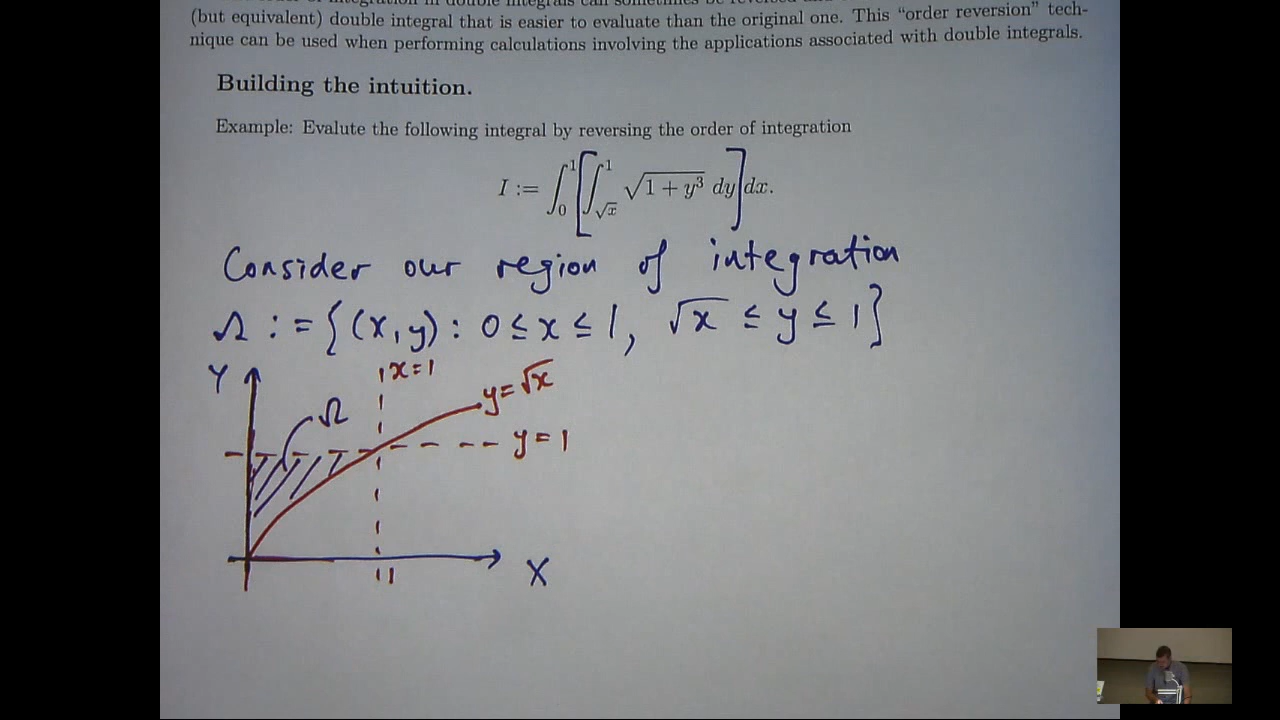 (but equivalent) double integral that is easier to evaluate than the original one. This “order reversion” tech-
nique can be used when performing calculations involving the applications associated with double integrals.
Building the intuition.
Example: Evalute the following integral by reversing the order of integration
I := ∫₀¹ [∫_{√x}^1 √(1 + y³) dy] dx.
Consider our region of integration
Ω := {(x,y) : 0 ≤ x ≤ 1, √x ≤ y ≤ 1}
Y x=1 y=√x
Ω
y=1
1
X